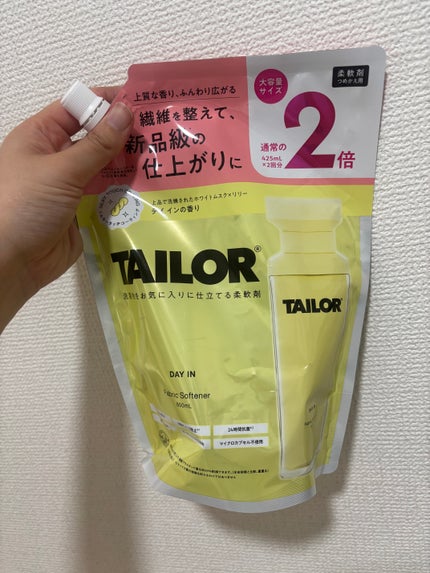 上質な香り、ふんわり広がる
繊維を整えて、
新品級の
仕上がりに
大容量
サイズ
柔軟剤
つめかえ用
通常の
425mL
×2回分
2倍
上品で洗練されたホワイトムスク×リリー
デイ インの香り
TAILOR®
お気に入りに仕立てる柔軟剤
TAILOR
DAY IN
Fabric Softener
24時間抗菌
マイクロカプセル不使用